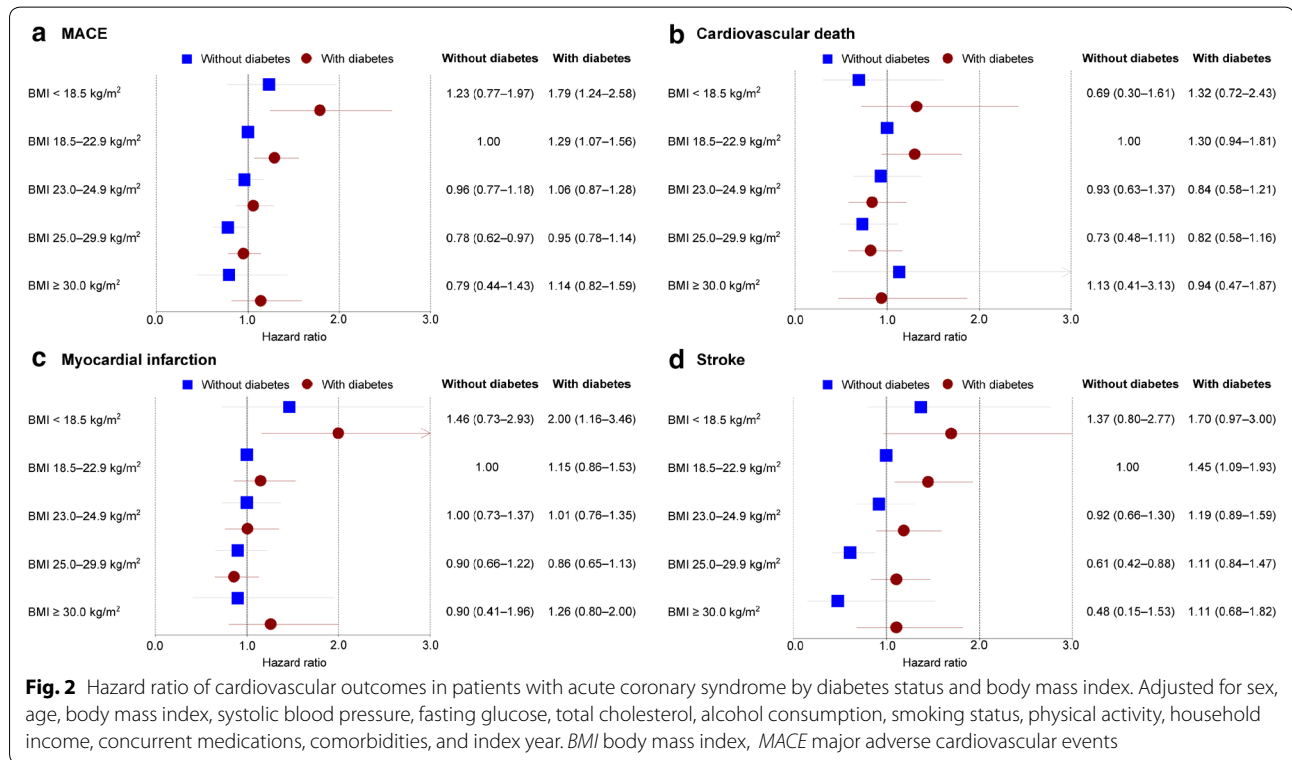 a MACE
Without diabetes With diabetes Without diabetes With diabetes
BMI < 18.5 kg/m² 1.23 (0.77–1.97) 1.79 (1.24–2.58)
BMI 18.5–22.9 kg/m² 1.00 1.29 (1.07–1.56)
BMI 23.0–24.9 kg/m² 0.96 (0.77–1.18) 1.06 (0.87–1.28)
BMI 25.0–29.9 kg/m² 0.78 (0.62–0.97) 0.95 (0.78–1.14)
BMI ≥ 30.0 kg/m² 0.79 (0.44–1.43) 1.14 (0.82–1.59)
0.0 1.0 2.0 3.0
Hazard ratio
b Cardiovascular death
Without diabetes With diabetes Without diabetes With diabetes
BMI < 18.5 kg/m² 0.69 (0.30–1.61) 1.32 (0.72–2.43)
BMI 18.5–22.9 kg/m² 1.00 1.30 (0.94–1.81)
BMI 23.0–24.9 kg/m² 0.93 (0.63–1.37) 0.84 (0.58–1.21)
BMI 25.0–29.9 kg/m² 0.73 (0.48–1.11) 0.82 (0.58–1.16)
BMI ≥ 30.0 kg/m² 1.13 (0.41–3.13) 0.94 (0.47–1.87)
0.0 1.0 2.0 3.0
Hazard ratio
c Myocardial infarction
Without diabetes With diabetes Without diabetes With diabetes
BMI < 18.5 kg/m² 1.46 (0.73–2.93) 2.00 (1.16–3.46)
BMI 18.5–22.9 kg/m² 1.00 1.15 (0.86–1.53)
BMI 23.0–24.9 kg/m² 1.00 (0.73–1.37) 1.01 (0.76–1.35)
BMI 25.0–29.9 kg/m² 0.90 (0.66–1.22) 0.86 (0.65–1.13)
BMI ≥ 30.0 kg/m² 0.90 (0.41–1.96) 1.26 (0.80–2.00)
0.0 1.0 2.0 3.0
Hazard ratio
d Stroke
Without diabetes With diabetes Without diabetes With diabetes
BMI < 18.5 kg/m² 1.37 (0.80–2.77) 1.70 (0.97–3.00)
BMI 18.5–22.9 kg/m² 1.00 1.45 (1.09–1.93)
BMI 23.0–24.9 kg/m² 0.92 (0.66–1.30) 1.19 (0.89–1.59)
BMI 25.0–29.9 kg/m² 0.61 (0.42–0.88) 1.11 (0.84–1.47)
BMI ≥ 30.0 kg/m² 0.48 (0.15–1.53) 1.11 (0.68–1.82)
0.0 1.0 2.0 3.0
Hazard ratio
Fig. 2 Hazard ratio of cardiovascular outcomes in patients with acute coronary syndrome by diabetes status and body mass index. Adjusted for sex,
age, body mass index, systolic blood pressure, fasting glucose, total cholesterol, alcohol consumption, smoking status, physical activity, household
income, concurrent medications, comorbidities, and index year. BMI body mass index, MACE major adverse cardiovascular events